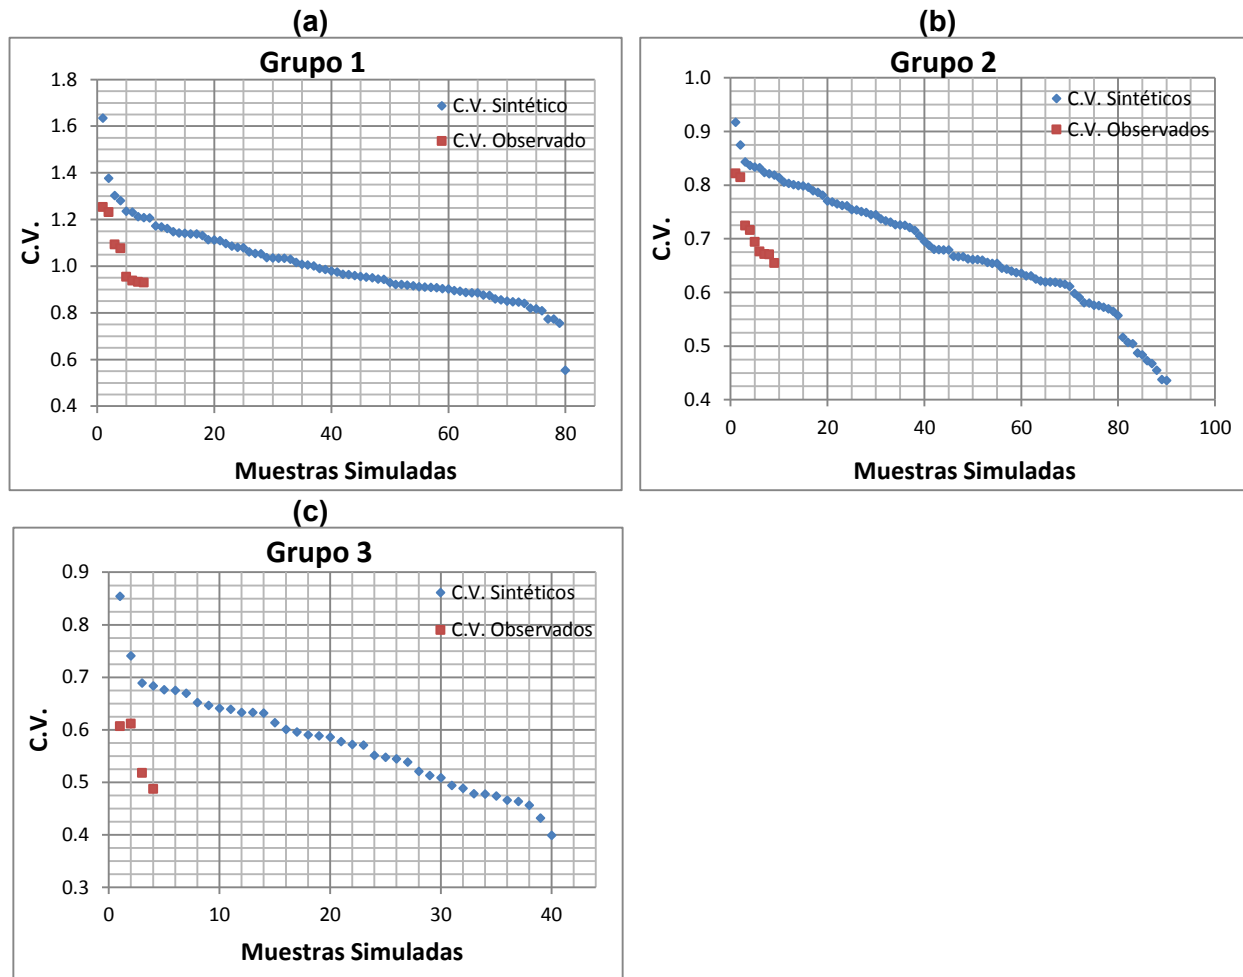 (a)
Grupo 1
C.V. Sintético
C.V. Observado
1.8
1.6
1.4
1.2
1.0
0.8
0.6
0.4
C.V.
0 20 40 60 80
Muestras Simuladas
(b)
Grupo 2
C.V. Sintéticos
C.V. Observados
1.0
0.9
0.8
0.7
0.6
0.5
0.4
C.V.
0 20 40 60 80 100
Muestras Simuladas
(c)
Grupo 3
C.V. Sintéticos
C.V. Observados
0.9
0.8
0.7
0.6
0.5
0.4
0.3
C.V.
0 10 20 30 40
Muestras Simuladas